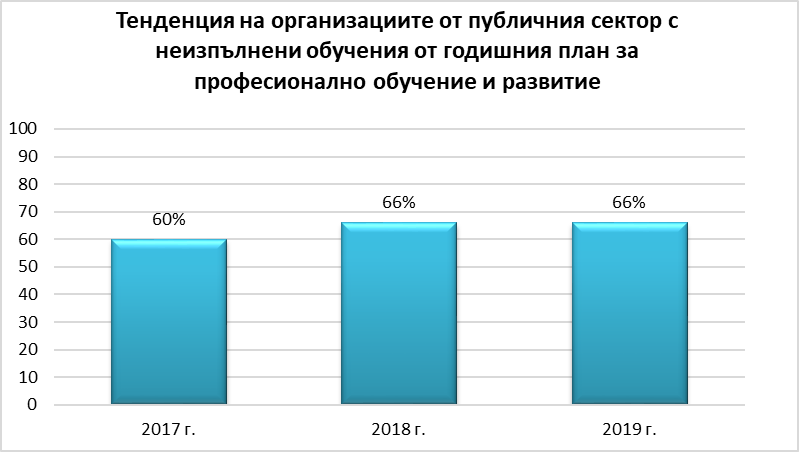 Тенденция на организациите от публичния сектор с
неизпълнени обучения от годишния план за
професионално обучение и развитие
100
90
80
70
60
50
40
30
20
10
0
60%
66%
66%
2017 г.
2018 г.
2019 г.